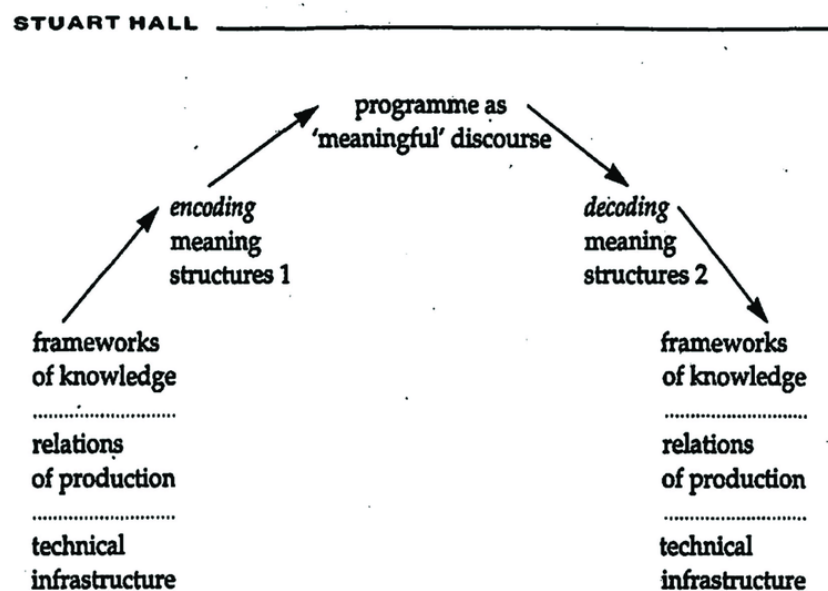 STUART HALL
programme as
'meaningful' discourse
encoding
meaning
structures 1
decoding
meaning
structures 2
frameworks
of knowledge
relations
of production
technical
infrastructure
frameworks
of knowledge
relations
of production
technical
infrastructure